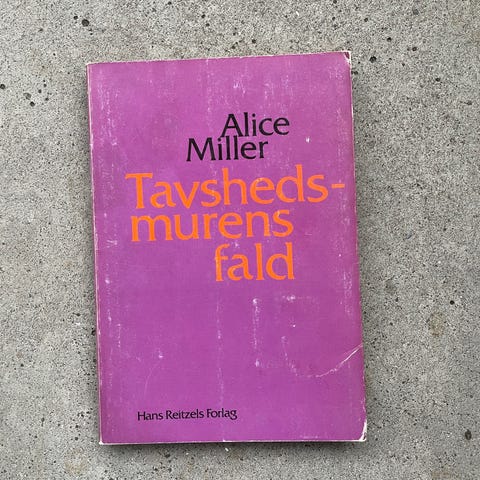 Alice
Miller
Tavsheds-
murens
fald
Hans Reitzels Forlag